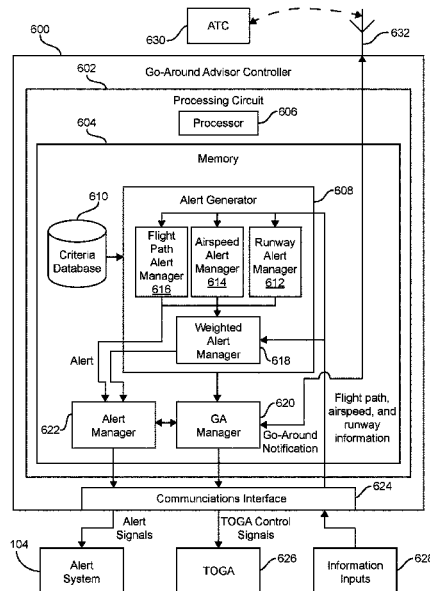 ATC
630
632
600
Go-Around Advisor Controller
602
Processing Circuit
Processor
606
604
Memory
608
610
Alert Generator
Criteria
Database
Flight
Path
Alert
Manager
616
Airspeed
Alert
Manager
614
Runway
Alert
Manager
612
Weighted
Alert
Manager
618
Alert
622
Alert
Manager
GA
Manager
620
Go-Around
Notification
Flight path,
airspeed, and
runway
information
Communciations Interface
624
Alert
Signals
TOGA Control
Signals
104
Alert
System
TOGA
626
Information
Inputs
628